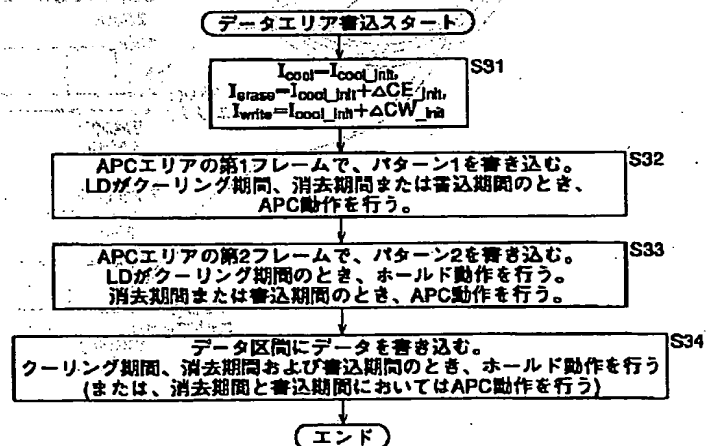 データエリア書込スタート
S31
Icool=Icool_init,
Ierase=Icool_init+△CE_init,
Iwrite=Icool_init+△CW_init
S32
APCエリアの第1フレームで、パターン1を書き込む。
LDがクーリング期間、消去期間または書込期間のとき、
APC動作を行う。
S33
APCエリアの第2フレームで、パターン2を書き込む。
LDがクーリング期間のとき、ホールド動作を行う。
消去期間または書込期間のとき、APC動作を行う。
S34
データ区間にデータを書き込む。
クーリング期間、消去期間および書込期間のとき、ホールド動作を行う
(または、消去期間と書込期間においてはAPC動作を行う)
エンド